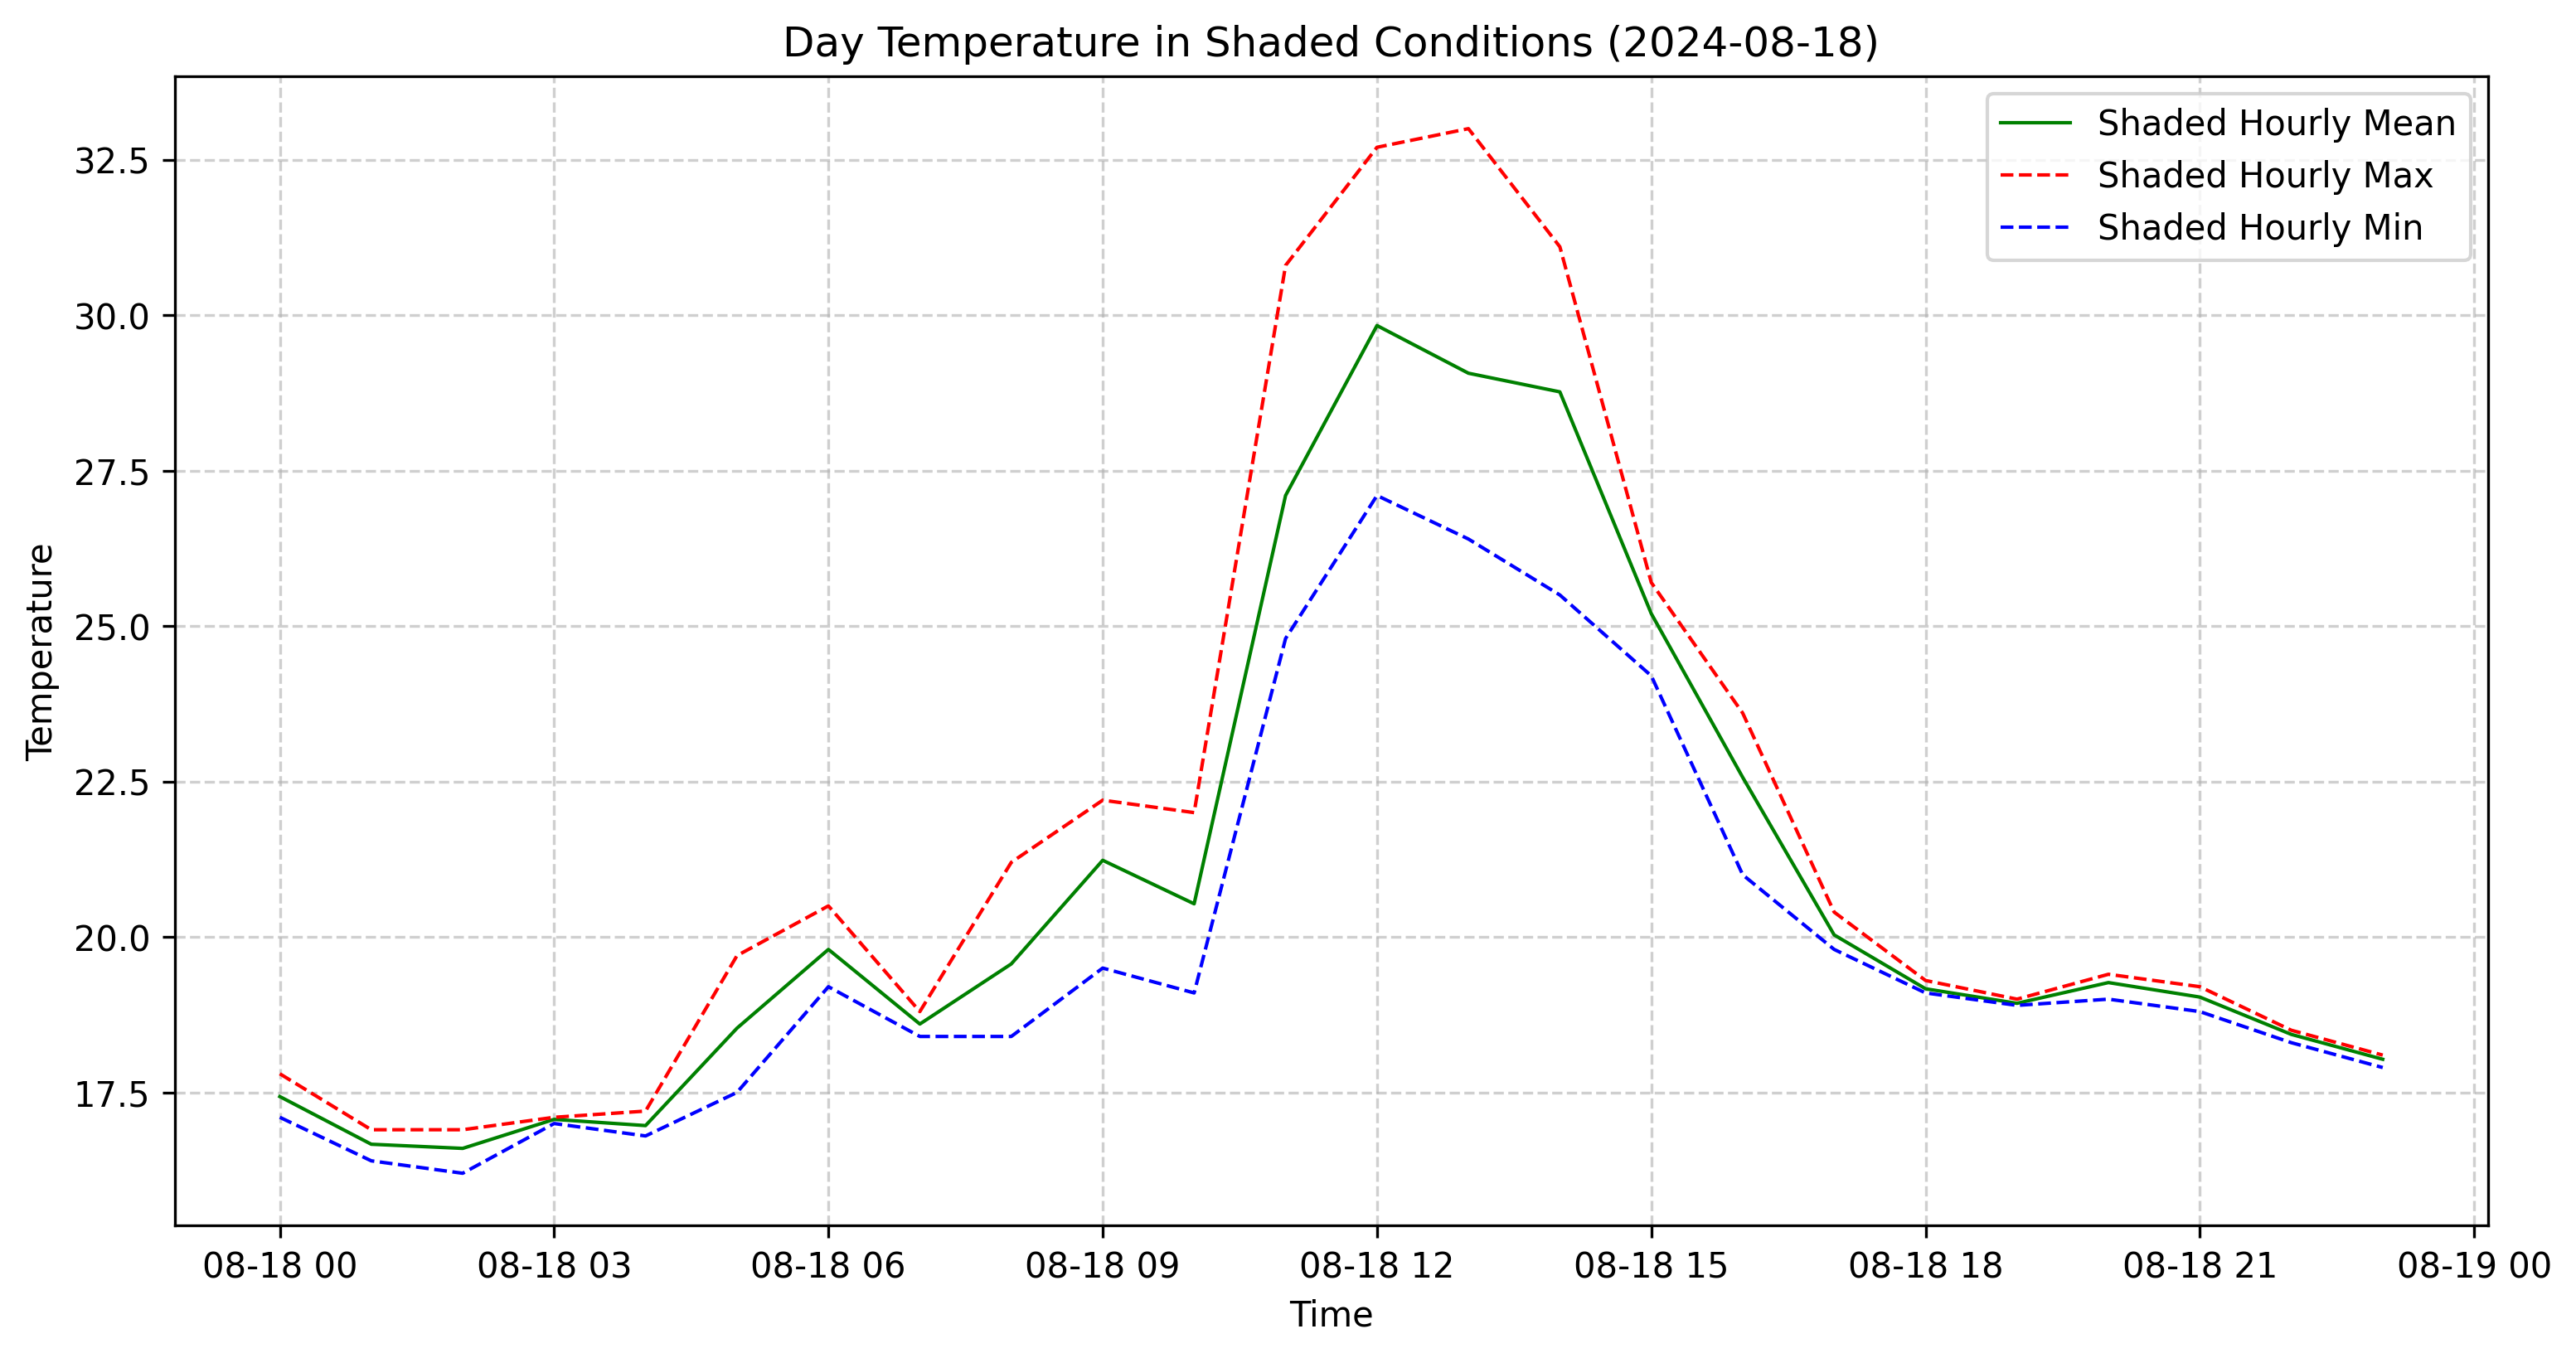 Day Temperature in Shaded Conditions (2024-08-18)
Shaded Hourly Mean
Shaded Hourly Max
Shaded Hourly Min
32.5
30.0
27.5
25.0
22.5
20.0
17.5
Temperature
08-18 00 08-18 03 08-18 06 08-18 09 08-18 12 08-18 15 08-18 18 08-18 21 08-19 00
Time